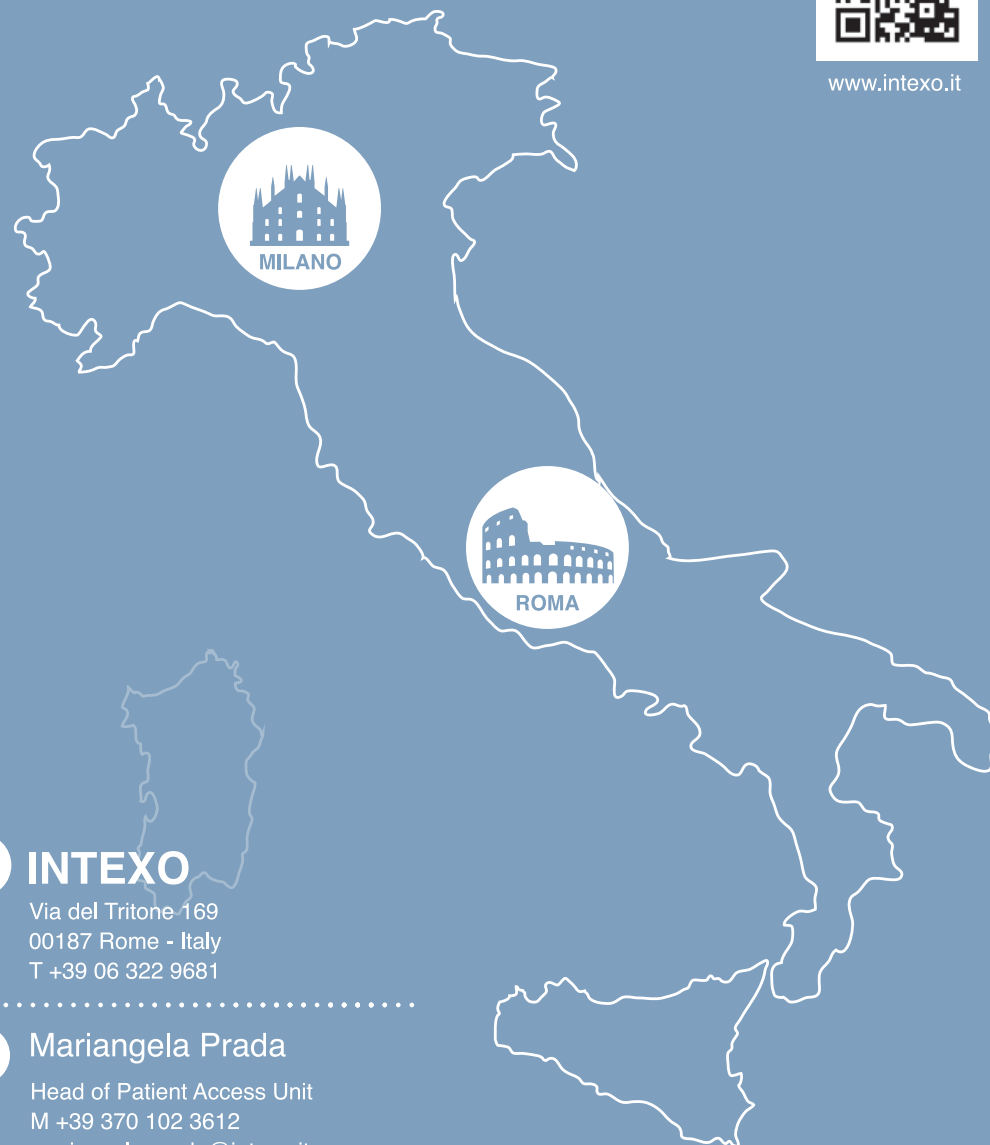 www.intexo.it
MILANO
ROMA
INTEXO
Via del Tritone 169
00187 Rome - Italy
T +39 06 322 9681
Mariangela Prada
Head of Patient Access Unit
M +39 370 102 3612